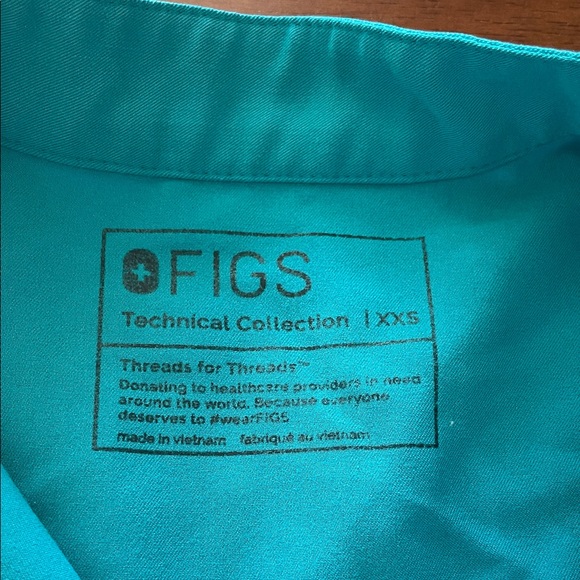 FIGS
Technical Collection | XXS
Threads for Threads™
Donating to healthcare providers in need
around the world. Because everyone
deserves to #wearFIGS
made in vietnam fabriqué au vietnam